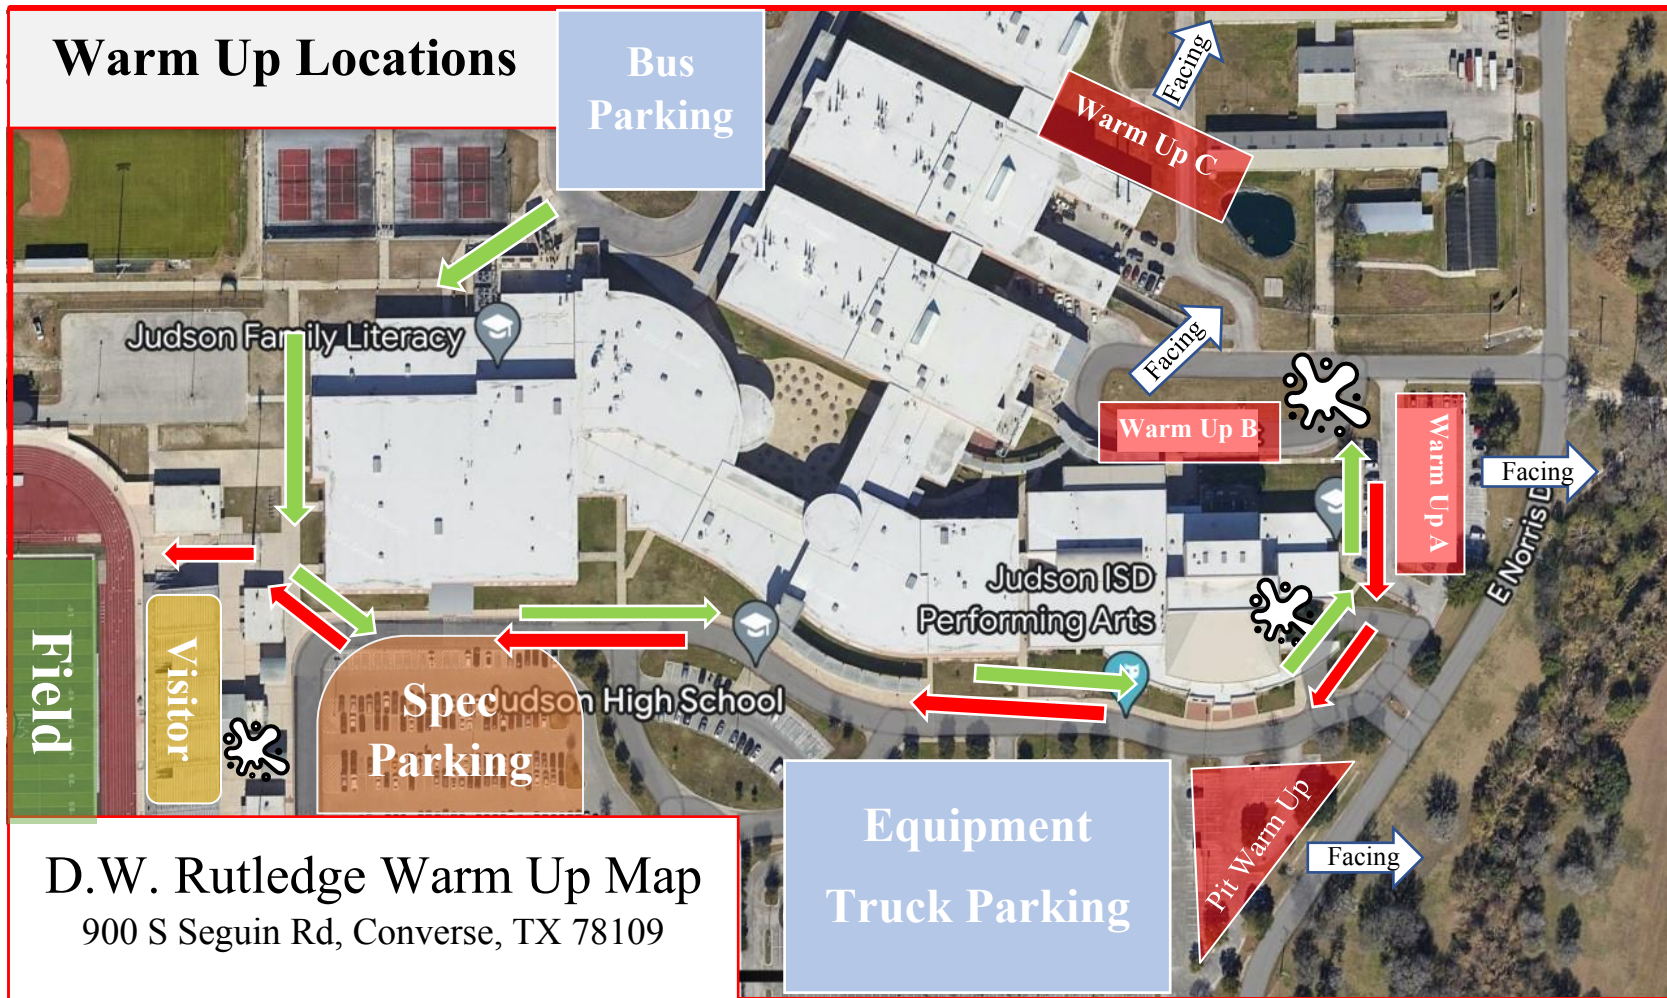 Warm Up Locations
Bus
Parking
Facing
Warm Up C
Judson Family Literacy
Facing
Warm Up B
Warm Up A
Facing
E Norris D
Judson ISD
Performing Arts
Field
Visitor
Spec
Parking
Judson High School
Equipment
Truck Parking
Pit Warm Up
Facing
D.W. Rutledge Warm Up Map
900 S Seguin Rd, Converse, TX 78109